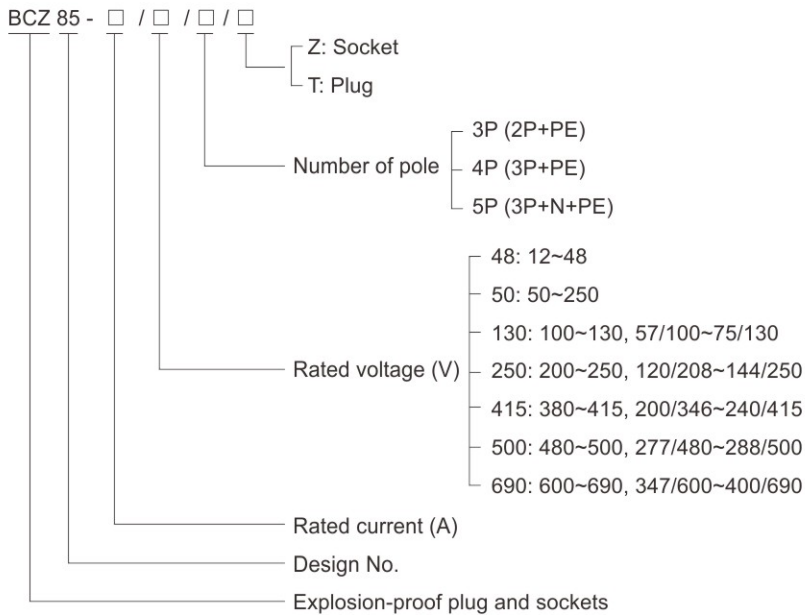 BCZ 85 - □ / □ / □ / □
Z: Socket
T: Plug
Number of pole
3P (2P+PE)
4P (3P+PE)
5P (3P+N+PE)
Rated voltage (V)
48: 12~48
50: 50~250
130: 100~130, 57/100~75/130
250: 200~250, 120/208~144/250
415: 380~415, 200/346~240/415
500: 480~500, 277/480~288/500
690: 600~690, 347/600~400/690
Rated current (A)
Design No.
Explosion-proof plug and sockets